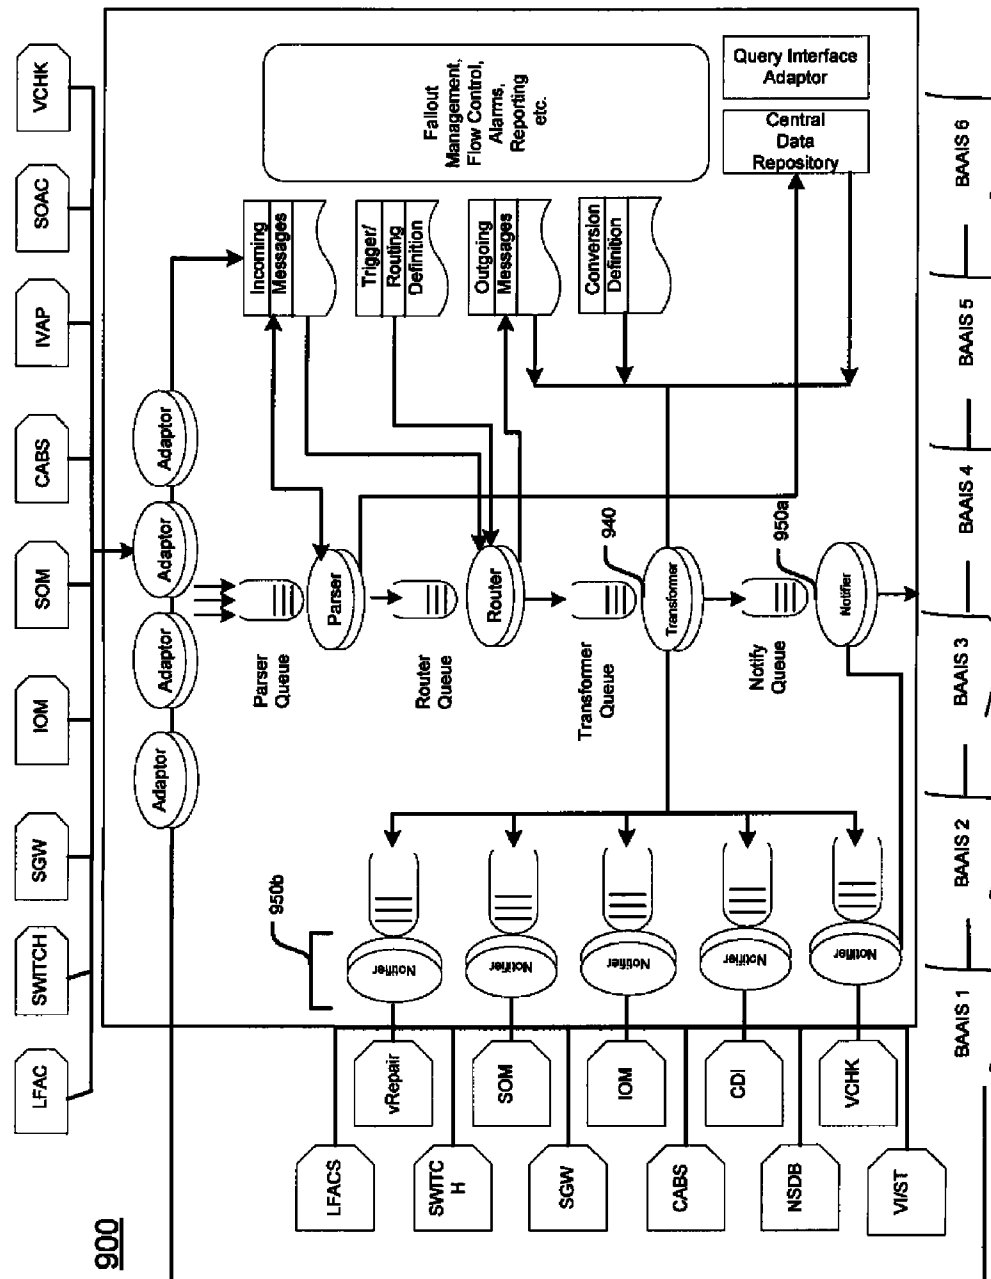 900
LFAC
SWITCH
SGW
IOM
SOM
CABS
IVAP
SOAC
VCHK
Adaptor
Adaptor
Adaptor
Adaptor
Fallout
Management,
Flow Control,
Alarms,
Reporting
etc.
Query Interface
Adaptor
Central
Data
Repository
Incoming
Messages
Trigger/
Routing
Definition
Outgoing
Messages
Conversion
Definition
Parser
Queue
Parser
Router
Queue
Router
Transformer
Queue
940
Transformer
Notify
Queue
950a
Notifier
950b
Notifier
Notifier
Notifier
Notifier
Notifier
vRepair
SOM
IOM
CDI
VCHK
LFACS
SWITC
H
SGW
CABS
NSDB
VI/ST
BAAIS 1
BAAIS 2
BAAIS 3
BAAIS 4
BAAIS 5
BAAIS 6